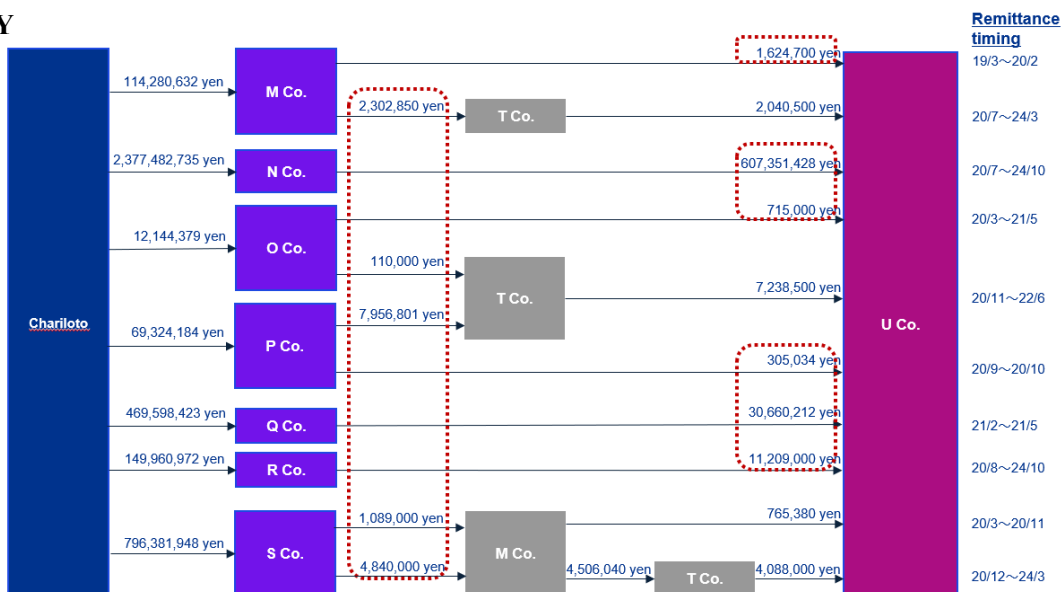 Y
Remittance
timing
1,624,700 yen
19/3～20/2
114,280,632 yen
M Co.
2,302,850 yen
T Co.
2,040,500 yen
20/7～24/3
2,377,482,735 yen
N Co.
607,351,428 yen
20/7～24/10
715,000 yen
20/3～21/5
12,144,379 yen
O Co.
110,000 yen
T Co.
7,238,500 yen
20/11～22/6
Chariloto
7,956,801 yen
U Co.
69,324,184 yen
P Co.
305,034 yen
20/9～20/10
469,598,423 yen
Q Co.
30,660,212 yen
21/2～21/5
149,960,972 yen
R Co.
11,209,000 yen
20/8～24/10
1,089,000 yen
765,380 yen
20/3～20/11
796,381,948 yen
S Co.
M Co.
4,840,000 yen
4,506,040 yen
T Co.
4,088,000 yen
20/12～24/3